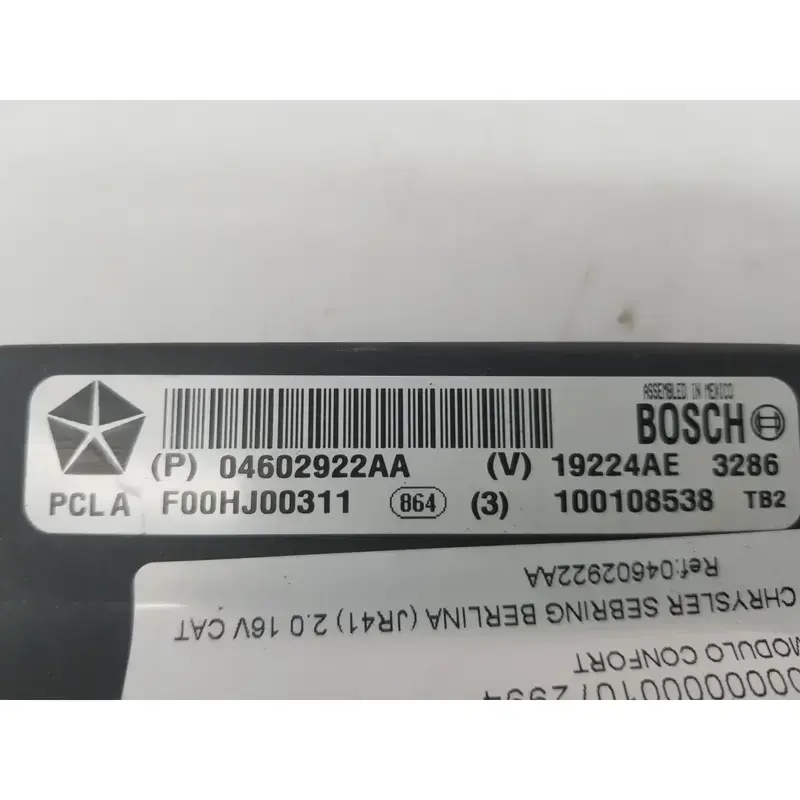 ASSEMBLED IN MEXICO
BOSCH
(P) 04602922AA (V) 19224AE 3286
PCLA F00HJ00311 864 (3) 100108538 TB2
Ref:04602922AA
CHRYSLER SEBRING BERLINA (JR41) 2.0 16V CAT
MODULO CONFORT